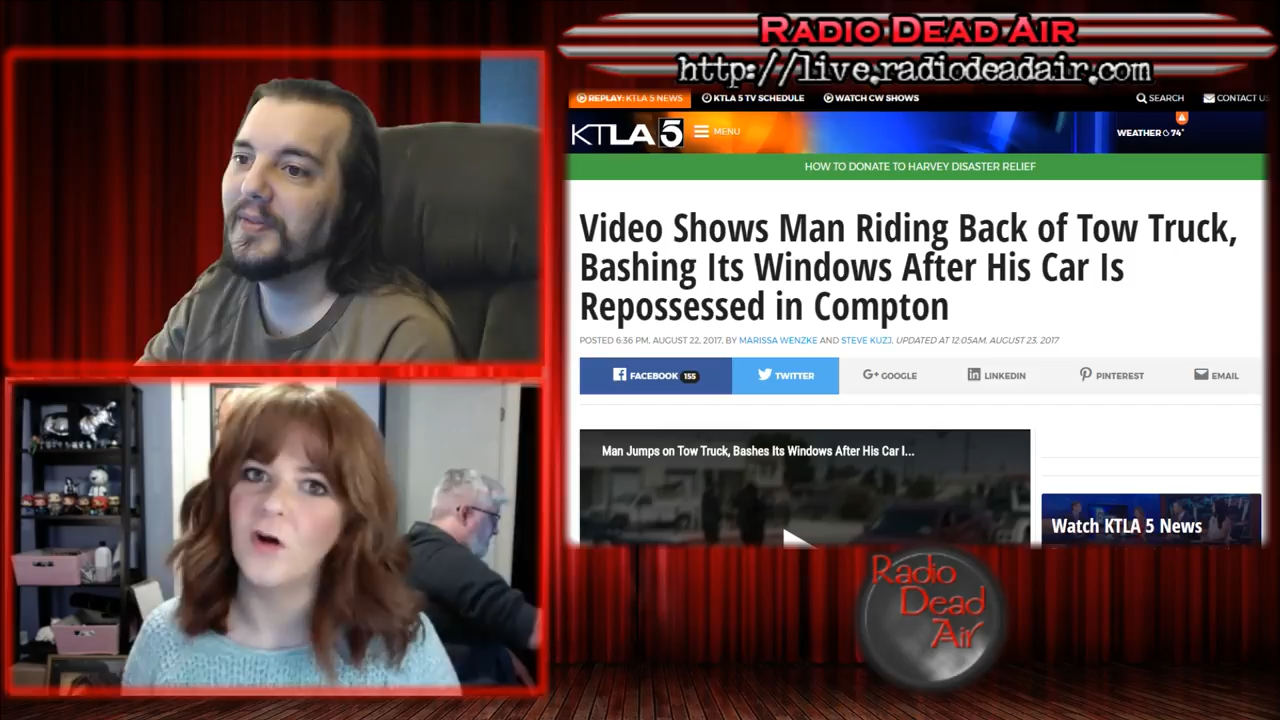 RADIO DEAD AIR
http://live.radiodeadair.com
REPLAY: KTLA 5 NEWS KTLA 5 TV SCHEDULE WATCH CW SHOWS SEARCH CONTACT US
KTLA 5 MENU WEATHER 74°
HOW TO DONATE TO HARVEY DISASTER RELIEF
Video Shows Man Riding Back of Tow Truck,
Bashing Its Windows After His Car Is
Repossessed in Compton
POSTED 6:36 PM, AUGUST 22, 2017, BY MARISSA WENZKE AND STEVE KUZJ, UPDATED AT 12:05AM, AUGUST 23, 2017
FACEBOOK 155 TWITTER G+ GOOGLE LINKEDIN PINTEREST EMAIL
Man Jumps on Tow Truck, Bashes Its Windows After His Car I...
Watch KTLA 5 News
Radio
Dead
Air